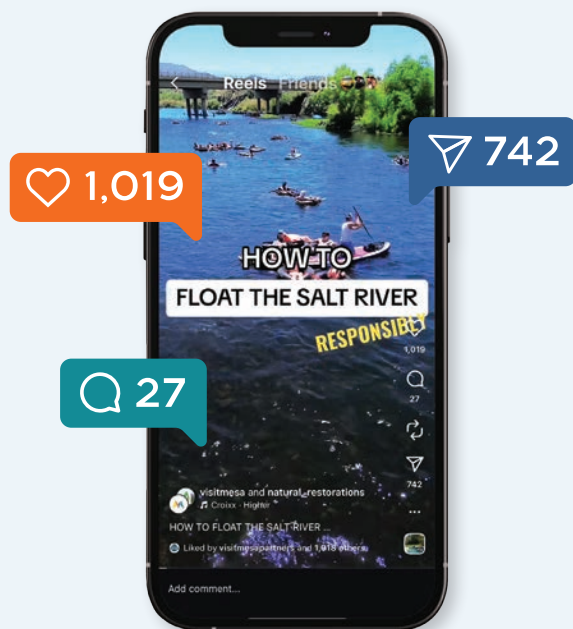 Reels Friends
742
1,019
HOW TO
FLOAT THE SALT RIVER
RESPONSIBLY
1,019
27
27
742
visitmesa and natural_restorations
Croixx · Higher
HOW TO FLOAT THE SALT RIVER ...
Liked by visitmesapartners and 1,018 others
Add comment...